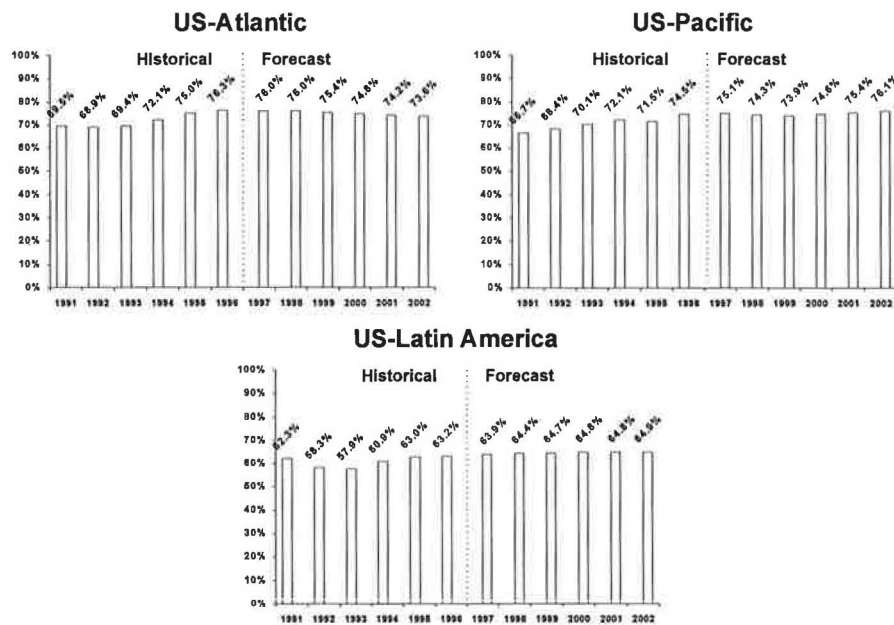 US-Atlantic
Historical Forecast
100%
90%
80%
70%
60%
50%
40%
30%
20%
10%
0%
69.5% 68.9% 69.4% 72.1% 75.0% 76.3% 76.0% 76.0% 75.4% 74.8% 74.2% 73.6%
1991 1992 1993 1994 1995 1996 1997 1998 1999 2000 2001 2002
US-Pacific
Historical Forecast
100%
90%
80%
70%
60%
50%
40%
30%
20%
10%
0%
66.7% 68.4% 70.1% 72.1% 71.5% 74.5% 75.1% 74.3% 73.9% 74.6% 75.4% 76.1%
1991 1992 1993 1994 1995 1996 1997 1998 1999 2000 2001 2002
US-Latin America
Historical Forecast
100%
90%
80%
70%
60%
50%
40%
30%
20%
10%
0%
62.3% 58.3% 57.9% 60.9% 63.0% 63.2% 63.9% 64.4% 64.7% 64.8% 64.8% 64.9%
1991 1992 1993 1994 1995 1996 1997 1998 1999 2000 2001 2002